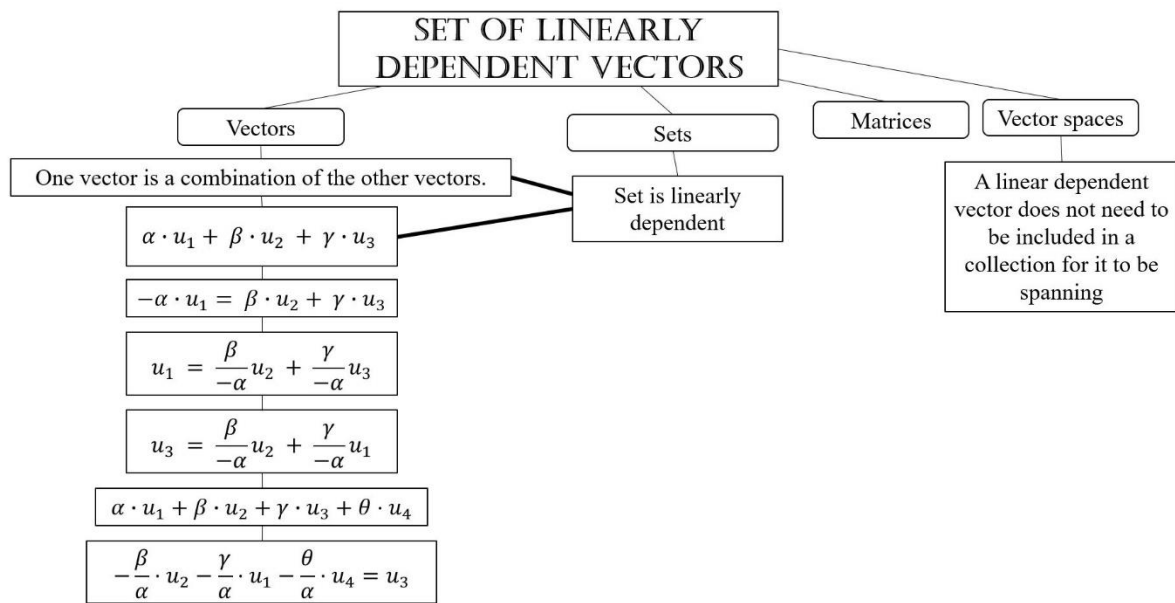 SET OF LINEARLY
DEPENDENT VECTORS
Vectors
Sets
Matrices
Vector spaces
One vector is a combination of the other vectors.
Set is linearly
dependent
A linear dependent
vector does not need to
be included in a
collection for it to be
spanning
α · u₁ + β · u₂ + γ · u₃
−α · u₁ = β · u₂ + γ · u₃
u₁ = β/−α u₂ + γ/−α u₃
u₃ = β/−α u₂ + γ/−α u₁
α · u₁ + β · u₂ + γ · u₃ + θ · u₄
−β/α · u₂ − γ/α · u₁ − θ/α · u₄ = u₃